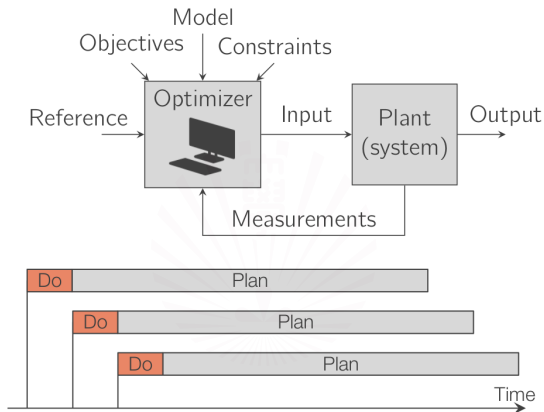 Model
Objectives
Constraints
Optimizer
Reference
Input
Plant
(system)
Output
Measurements
Do
Plan
Do
Plan
Do
Plan
Time